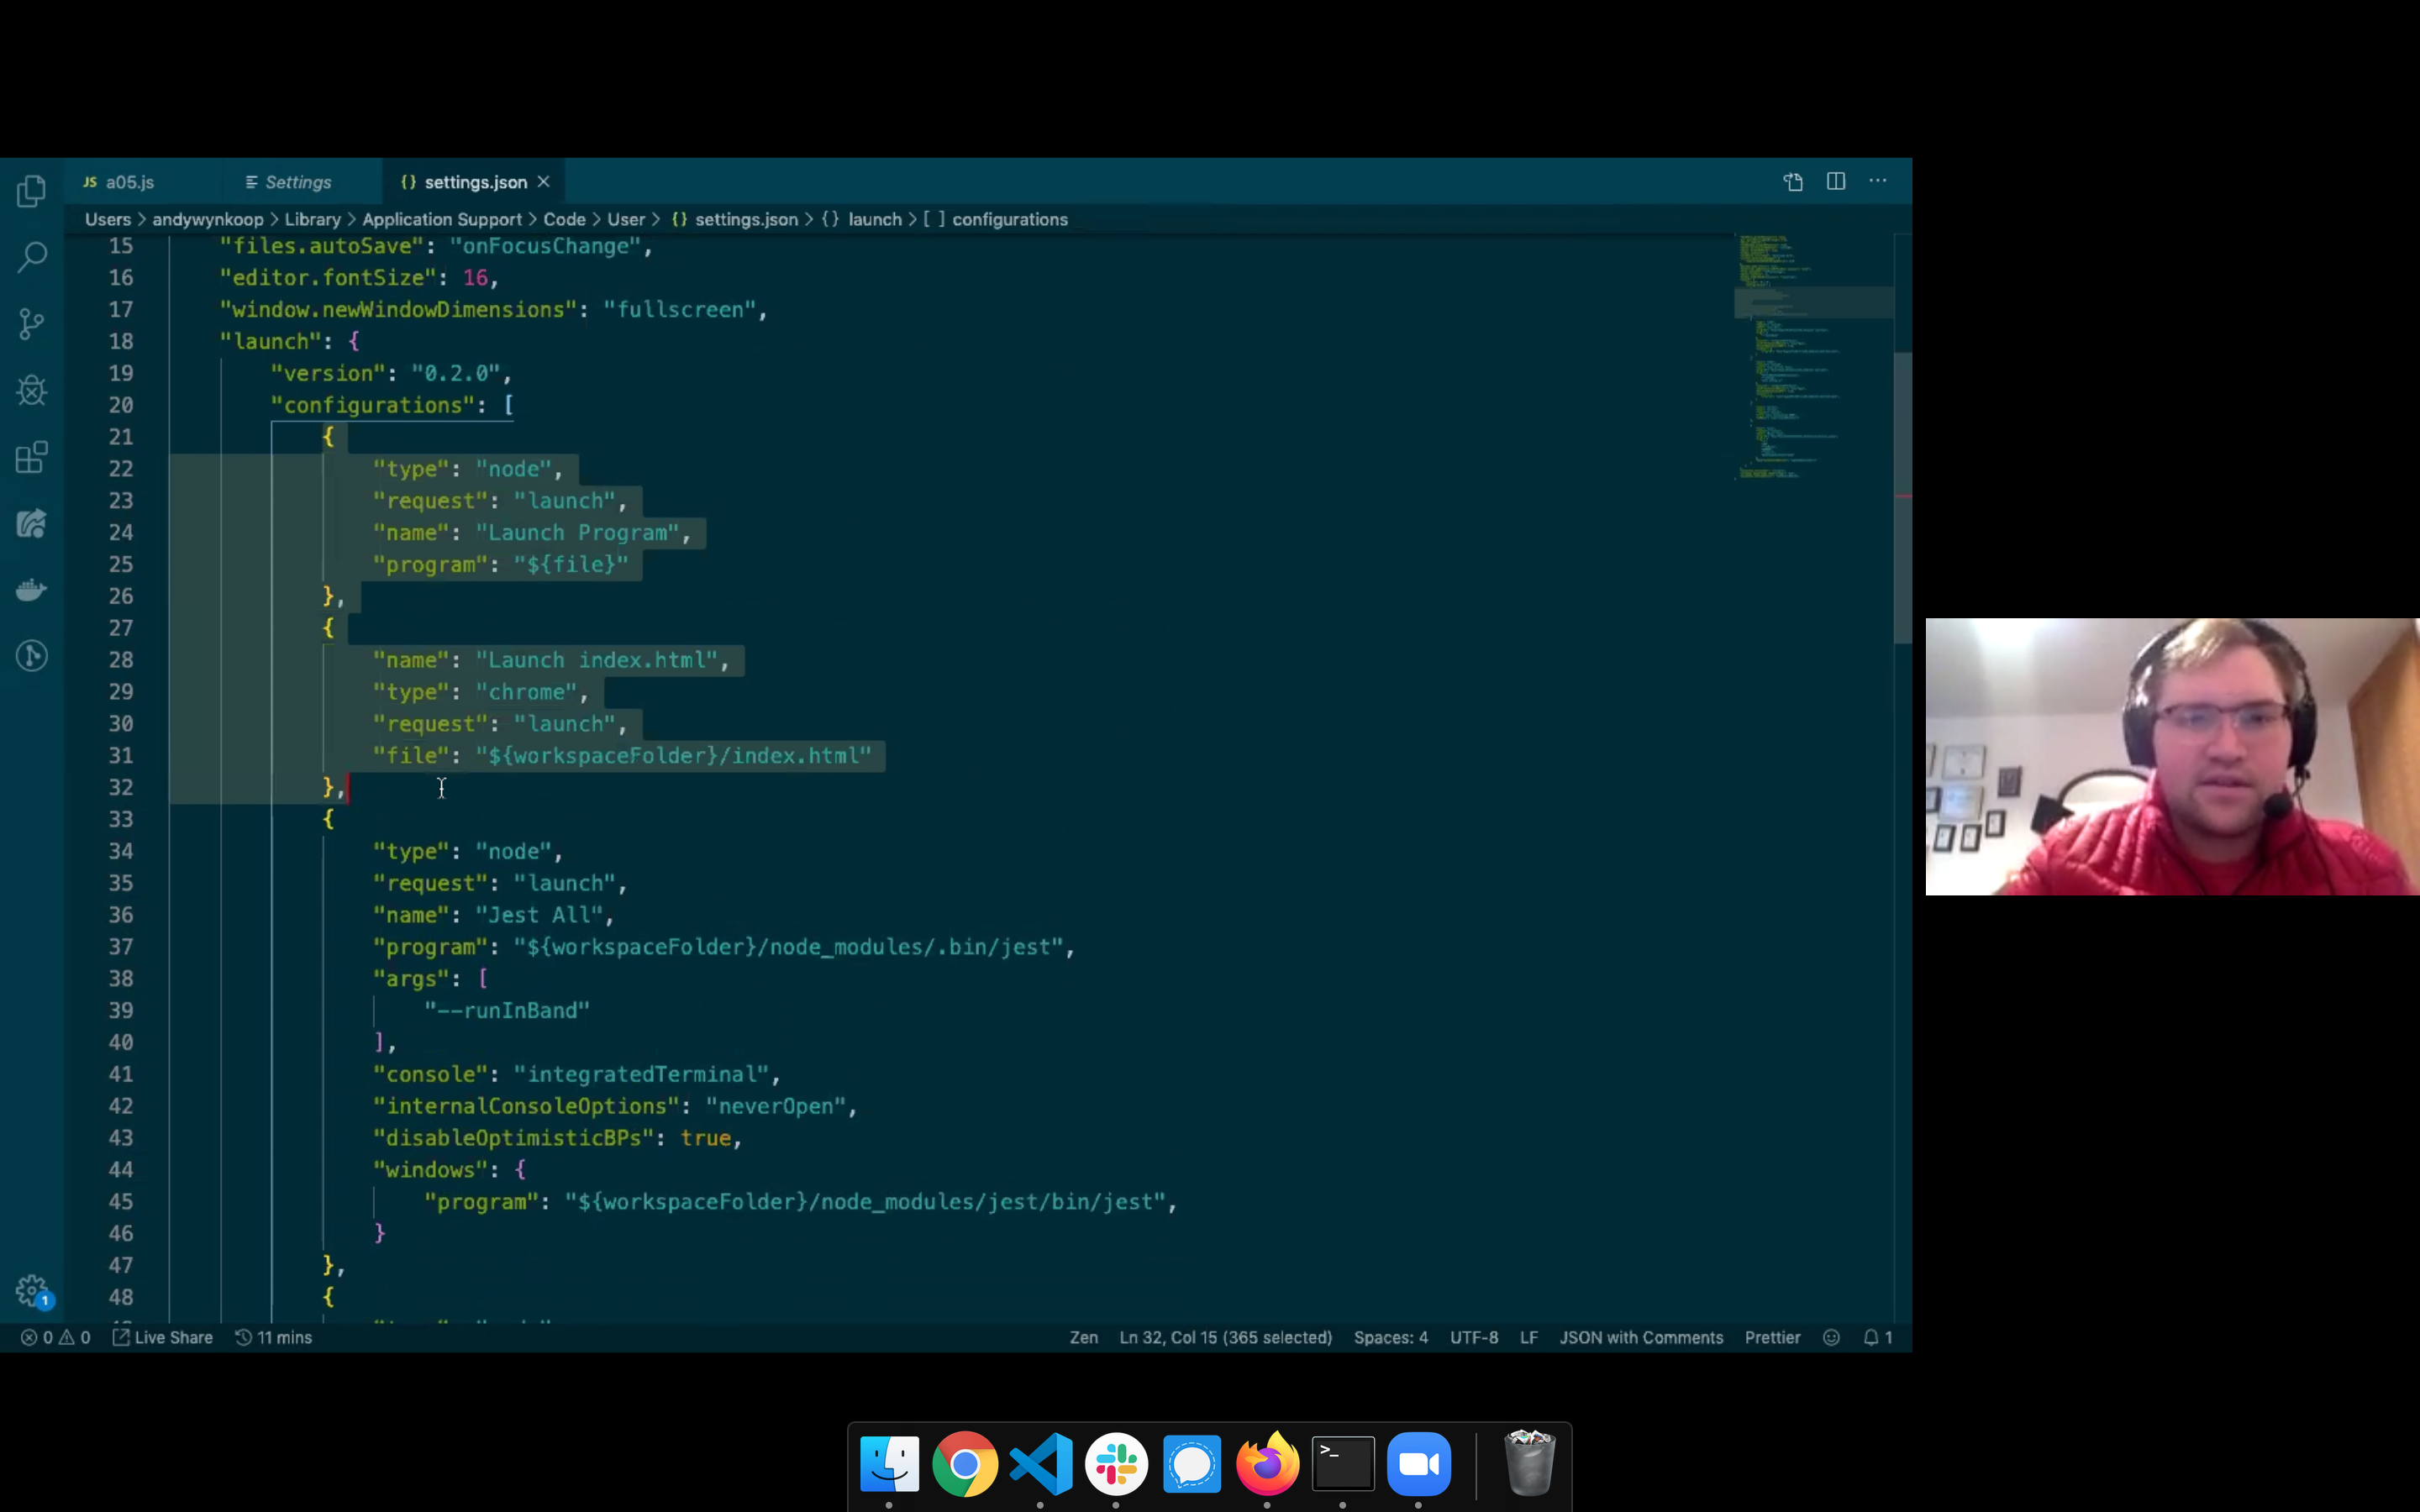 JS a05.js Settings {} settings.json
Users > andywynkoop > Library > Application Support > Code > User > {} settings.json > {} launch > [ ] configurations
15 "files.autoSave": "onFocusChange",
16 "editor.fontSize": 16,
17 "window.newWindowDimensions": "fullscreen",
18 "launch": {
19 "version": "0.2.0",
20 "configurations": [
21 {
22 "type": "node",
23 "request": "launch",
24 "name": "Launch Program",
25 "program": "${file}"
26 },
27 {
28 "name": "Launch index.html",
29 "type": "chrome",
30 "request": "launch",
31 "file": "${workspaceFolder}/index.html"
32 },
33 {
34 "type": "node",
35 "request": "launch",
36 "name": "Jest All",
37 "program": "${workspaceFolder}/node_modules/.bin/jest",
38 "args": [
39 "--runInBand"
40 ],
41 "console": "integratedTerminal",
42 "internalConsoleOptions": "neverOpen",
43 "disableOptimisticBPs": true,
44 "windows": {
45 "program": "${workspaceFolder}/node_modules/jest/bin/jest",
46 }
47 },
48 {
1
0 0 Live Share 11 mins Zen Ln 32, Col 15 (365 selected) Spaces: 4 UTF-8 LF JSON with Comments Prettier 1
>_